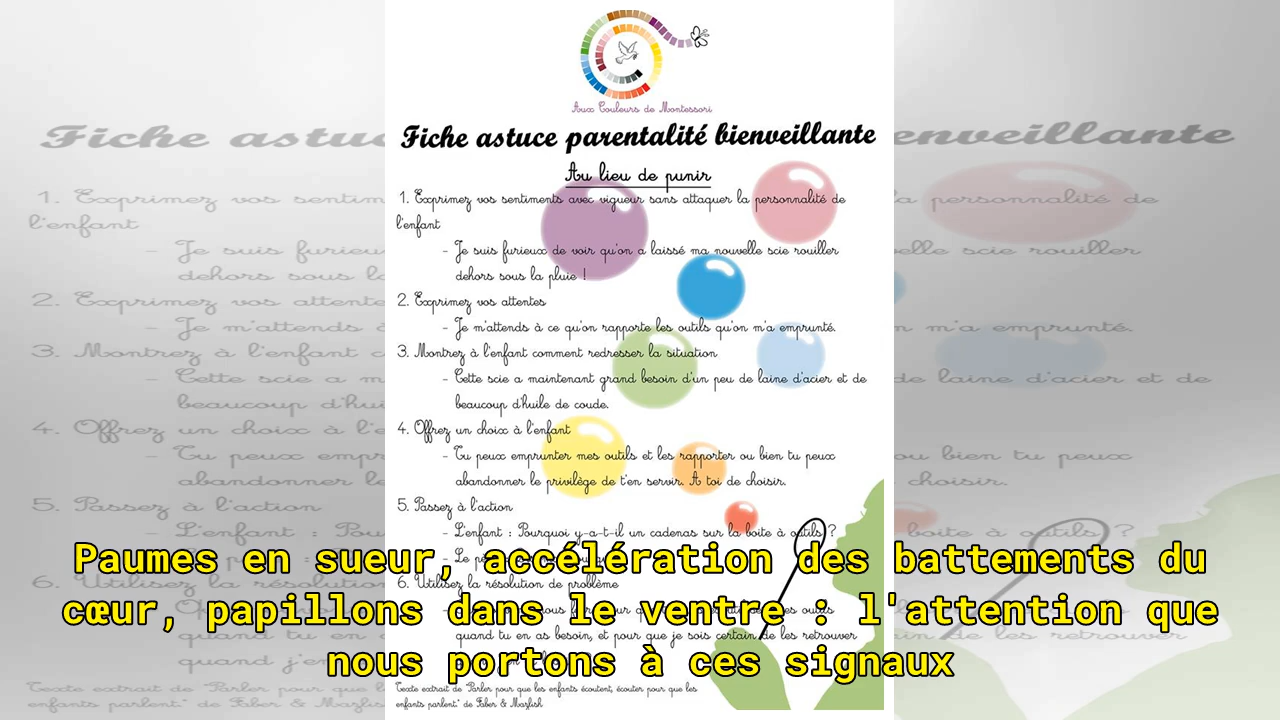 Aux Couleurs de Montessori
Fiche astuce parentalité bienveillante
Au lieu de punir
1. Exprimez vos sentiments avec vigueur sans attaquer la personnalité de
l'enfant
- Je suis furieux de voir qu'on a laissé ma nouvelle scie rouiller
dehors sous la pluie !
2. Exprimez vos attentes
- Je m'attends à ce qu'on rapporte les outils qu'on m'a emprunté.
3. Montrez à l'enfant comment redresser la situation
- Cette scie a maintenant grand besoin d'un peu de laine d'acier et de
beaucoup d'huile de coude.
4. Offrez un choix à l'enfant
- Tu peux emprunter mes outils et les rapporter ou bien tu peux
abandonner le privilège de t'en servir. A toi de choisir.
5. Passez à l'action
- L'enfant : Pourquoi y-a-t-il un cadenas sur la boite à outils ?
- Le
6. Utilisez la résolution de problème
Paumes en sueur, accélération des battements du
cœur, papillons dans le ventre : l'attention que
nous portons à ces signaux
quand tu en as besoin, et pour que je sois certain de les retrouver
Texte extrait de "Parler pour que les enfants écoutent, écouter pour que les
enfants parlent." de Faber & Mazlish